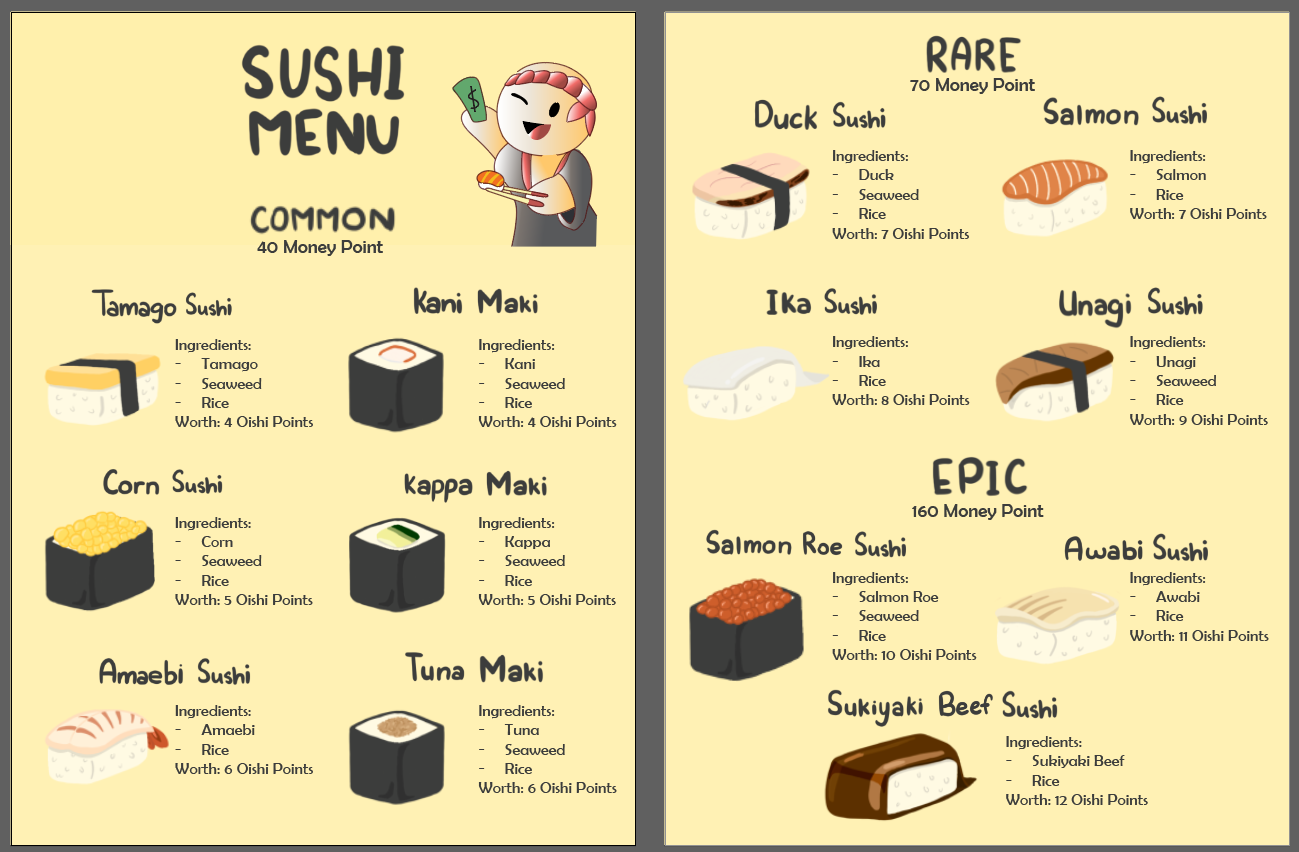 SUSHI
MENU
$
COMMON
40 Money Point
Tamago Sushi
Ingredients:
- Tamago
- Seaweed
- Rice
Worth: 4 Oishi Points
Kani Maki
Ingredients:
- Kani
- Seaweed
- Rice
Worth: 4 Oishi Points
Corn Sushi
Ingredients:
- Corn
- Seaweed
- Rice
Worth: 5 Oishi Points
Kappa Maki
Ingredients:
- Kappa
- Seaweed
- Rice
Worth: 5 Oishi Points
Amaebi Sushi
Ingredients:
- Amaebi
- Rice
Worth: 6 Oishi Points
Tuna Maki
Ingredients:
- Tuna
- Seaweed
- Rice
Worth: 6 Oishi Points
RARE
70 Money Point
Duck Sushi
Ingredients:
- Duck
- Seaweed
- Rice
Worth: 7 Oishi Points
Salmon Sushi
Ingredients:
- Salmon
- Rice
Worth: 7 Oishi Points
Ika Sushi
Ingredients:
- Ika
- Rice
Worth: 8 Oishi Points
Unagi Sushi
Ingredients:
- Unagi
- Seaweed
- Rice
Worth: 9 Oishi Points
EPIC
160 Money Point
Salmon Roe Sushi
Ingredients:
- Salmon Roe
- Seaweed
- Rice
Worth: 10 Oishi Points
Awabi Sushi
Ingredients:
- Awabi
- Rice
Worth: 11 Oishi Points
Sukiyaki Beef Sushi
Ingredients:
- Sukiyaki Beef
- Rice
Worth: 12 Oishi Points